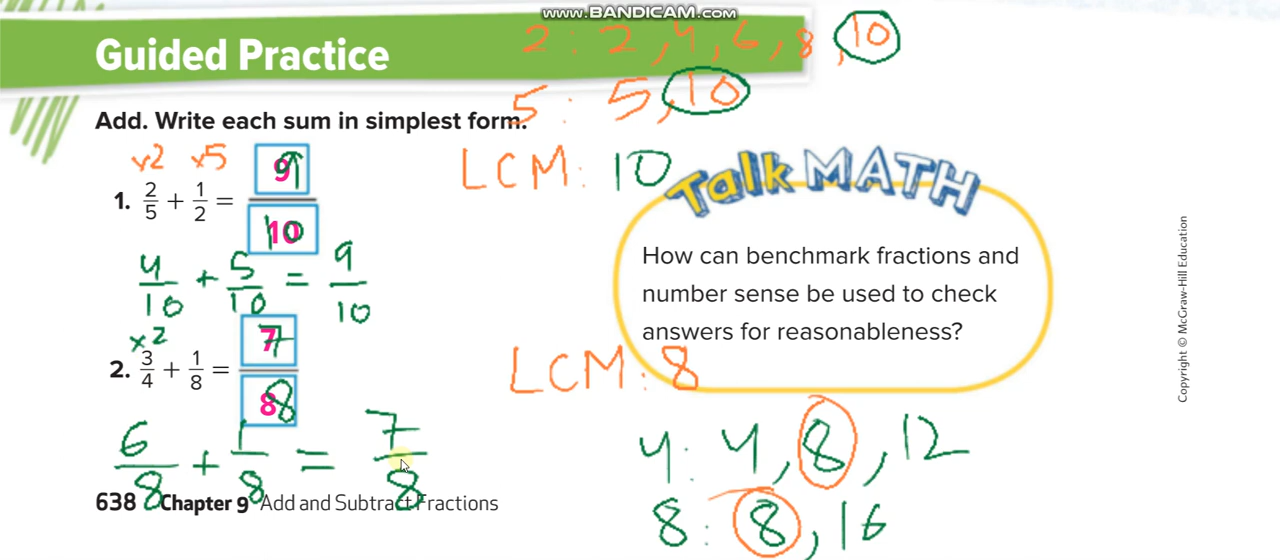 www.BANDICAM.com
Guided Practice
2 : 2 , 4 , 6 , 8 , 10
5 : 5 , 10
Add. Write each sum in simplest form.
LCM: 10
×2 ×5
1. 2/5 + 1/2 = 9/10
4/10 + 5/10 = 9/10
×2
2. 3/4 + 1/8 = 7/8
6/8 + 1/8 = 7/8
Talk MATH
How can benchmark fractions and
number sense be used to check
answers for reasonableness?
LCM: 8
4: 4, 8, 12
8: 8, 16
638 Chapter 9 Add and Subtract Fractions
Copyright © McGraw-Hill Education